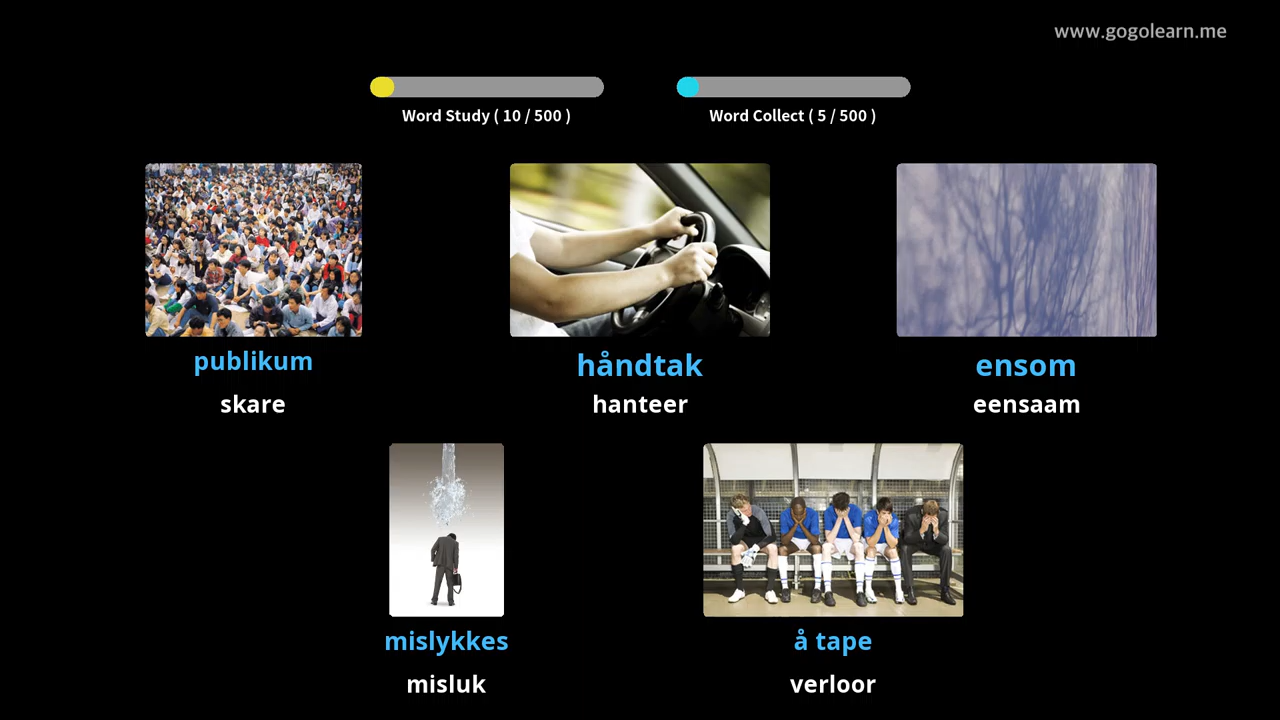 www.gogolearn.me
Word Study ( 10 / 500 )
Word Collect ( 5 / 500 )
publikum
håndtak
ensom
skare
hanteer
eensaam
mislykkes
å tape
misluk
verloor